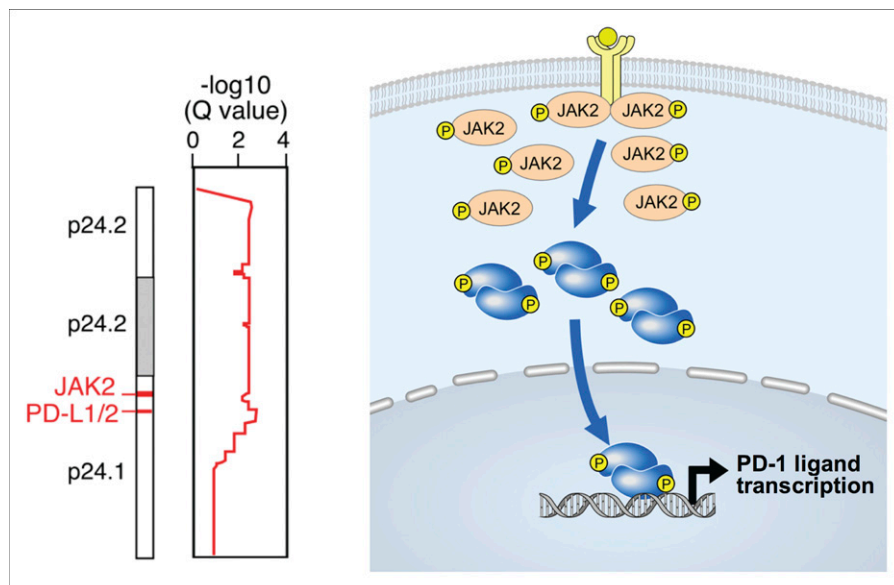 -log10
(Q value)
0 2 4
p24.2
p24.2
JAK2
PD-L1/2
p24.1
P JAK2
P JAK2
JAK2 P
P JAK2
JAK2 P
P JAK2
JAK2 P
P
P
P
P
P
P
P
P
PD-1 ligand
transcription